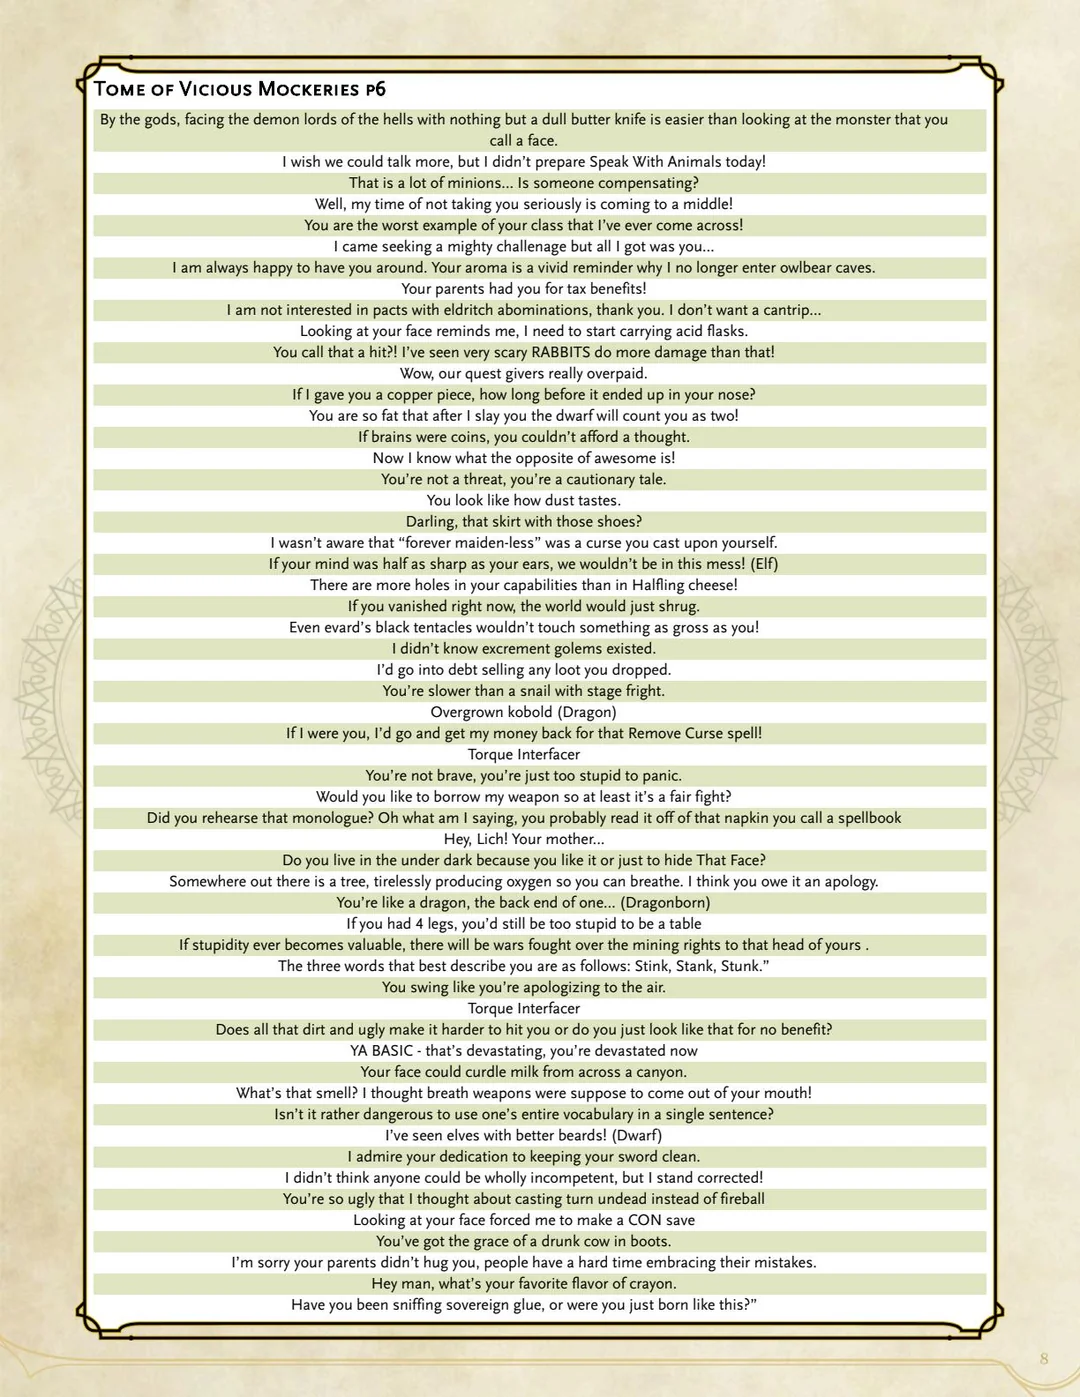 Tome of Vicious Mockeries p6
By the gods, facing the demon lords of the hells with nothing but a dull butter knife is easier than looking at the monster that you
call a face.
I wish we could talk more, but I didn't prepare Speak With Animals today!
That is a lot of minions... Is someone compensating?
Well, my time of not taking you seriously is coming to a middle!
You are the worst example of your class that I've ever come across!
I came seeking a mighty challenage but all I got was you...
I am always happy to have you around. Your aroma is a vivid reminder why I no longer enter owlbear caves.
Your parents had you for tax benefits!
I am not interested in pacts with eldritch abominations, thank you. I don't want a cantrip...
Looking at your face reminds me, I need to start carrying acid flasks.
You call that a hit?! I've seen very scary RABBITS do more damage than that!
Wow, our quest givers really overpaid.
If I gave you a copper piece, how long before it ended up in your nose?
You are so fat that after I slay you the dwarf will count you as two!
If brains were coins, you couldn't afford a thought.
Now I know what the opposite of awesome is!
You're not a threat, you're a cautionary tale.
You look like how dust tastes.
Darling, that skirt with those shoes?
I wasn't aware that “forever maiden-less” was a curse you cast upon yourself.
If your mind was half as sharp as your ears, we wouldn't be in this mess! (Elf)
There are more holes in your capabilities than in Halfling cheese!
If you vanished right now, the world would just shrug.
Even evard's black tentacles wouldn't touch something as gross as you!
I didn't know excrement golems existed.
I'd go into debt selling any loot you dropped.
You're slower than a snail with stage fright.
Overgrown kobold (Dragon)
If I were you, I'd go and get my money back for that Remove Curse spell!
Torque Interfacer
You're not brave, you're just too stupid to panic.
Would you like to borrow my weapon so at least it's a fair fight?
Did you rehearse that monologue? Oh what am I saying, you probably read it off of that napkin you call a spellbook
Hey, Lich! Your mother...
Do you live in the under dark because you like it or just to hide That Face?
Somewhere out there is a tree, tirelessly producing oxygen so you can breathe. I think you owe it an apology.
You're like a dragon, the back end of one... (Dragonborn)
If you had 4 legs, you'd still be too stupid to be a table
If stupidity ever becomes valuable, there will be wars fought over the mining rights to that head of yours .
The three words that best describe you are as follows: Stink, Stank, Stunk.”
You swing like you're apologizing to the air.
Torque Interfacer
Does all that dirt and ugly make it harder to hit you or do you just look like that for no benefit?
YA BASIC - that's devastating, you're devastated now
Your face could curdle milk from across a canyon.
What's that smell? I thought breath weapons were suppose to come out of your mouth!
Isn't it rather dangerous to use one's entire vocabulary in a single sentence?
I've seen elves with better beards! (Dwarf)
I admire your dedication to keeping your sword clean.
I didn't think anyone could be wholly incompetent, but I stand corrected!
You're so ugly that I thought about casting turn undead instead of fireball
Looking at your face forced me to make a CON save
You've got the grace of a drunk cow in boots.
I'm sorry your parents didn't hug you, people have a hard time embracing their mistakes.
Hey man, what's your favorite flavor of crayon.
Have you been sniffing sovereign glue, or were you just born like this?”
8